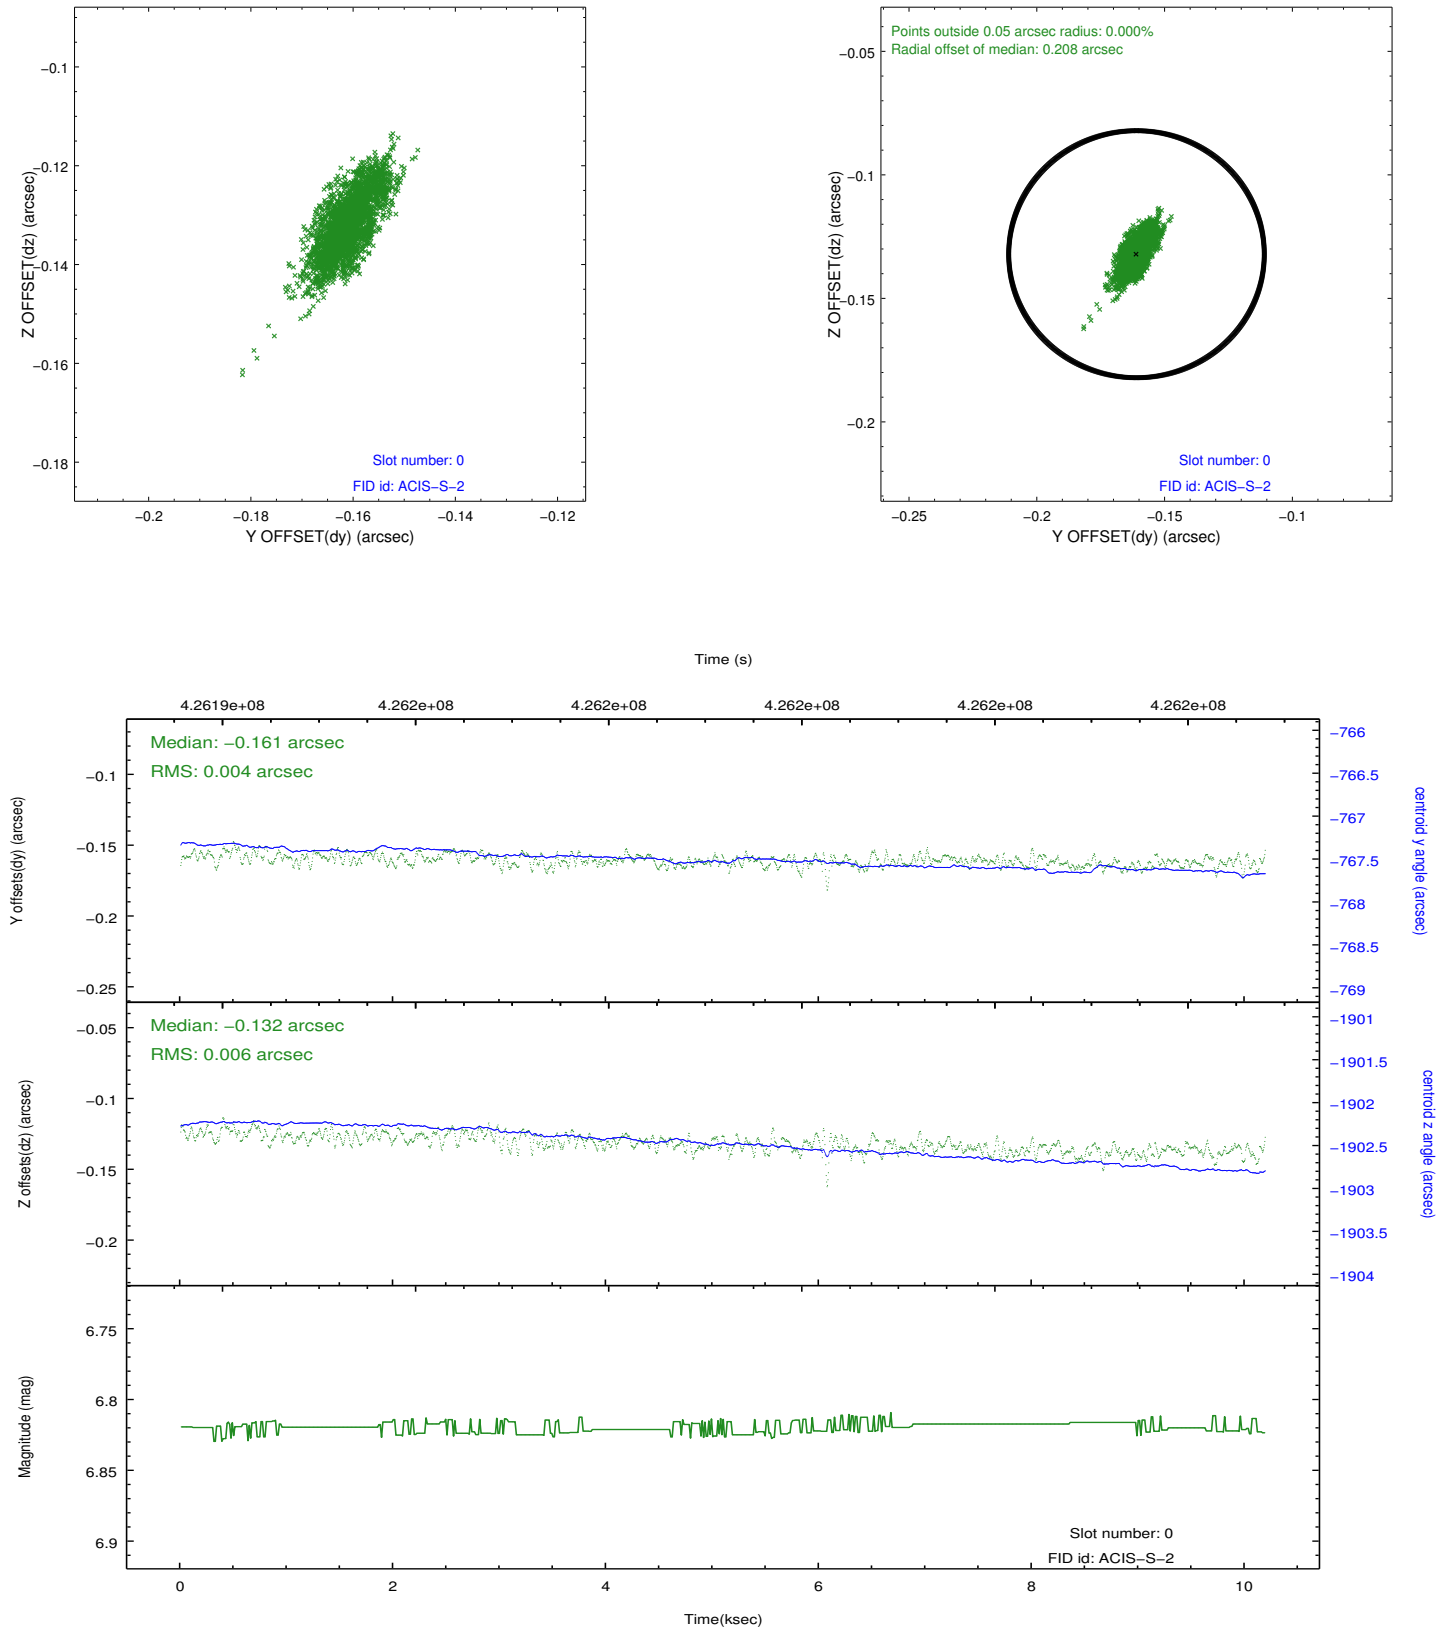 −0.1
−0.12
−0.14
−0.16
−0.18
Z OFFSET(dz) (arcsec)
Slot number: 0
FID id: ACIS−S−2
−0.2
−0.18
−0.16
−0.14
−0.12
Y OFFSET(dy) (arcsec)
Points outside 0.05 arcsec radius: 0.000%
Radial offset of median: 0.208 arcsec
−0.05
−0.1
−0.15
−0.2
Z OFFSET(dz) (arcsec)
Slot number: 0
FID id: ACIS−S−2
−0.25
−0.2
−0.15
−0.1
Y OFFSET(dy) (arcsec)
Time (s)
4.2619e+08
4.262e+08
4.262e+08
4.262e+08
4.262e+08
4.262e+08
Median: −0.161 arcsec
RMS: 0.004 arcsec
−0.1
−0.15
−0.2
−0.25
Y offsets(dy) (arcsec)
−766
−766.5
−767
−767.5
−768
−768.5
−769
centroid y angle (arcsec)
Median: −0.132 arcsec
RMS: 0.006 arcsec
−0.05
−0.1
−0.15
−0.2
Z offsets(dz) (arcsec)
−1901
−1901.5
−1902
−1902.5
−1903
−1903.5
−1904
centroid z angle (arcsec)
6.75
6.8
6.85
6.9
Magnitude (mag)
Slot number: 0
FID id: ACIS−S−2
0
2
4
6
8
10
Time(ksec)